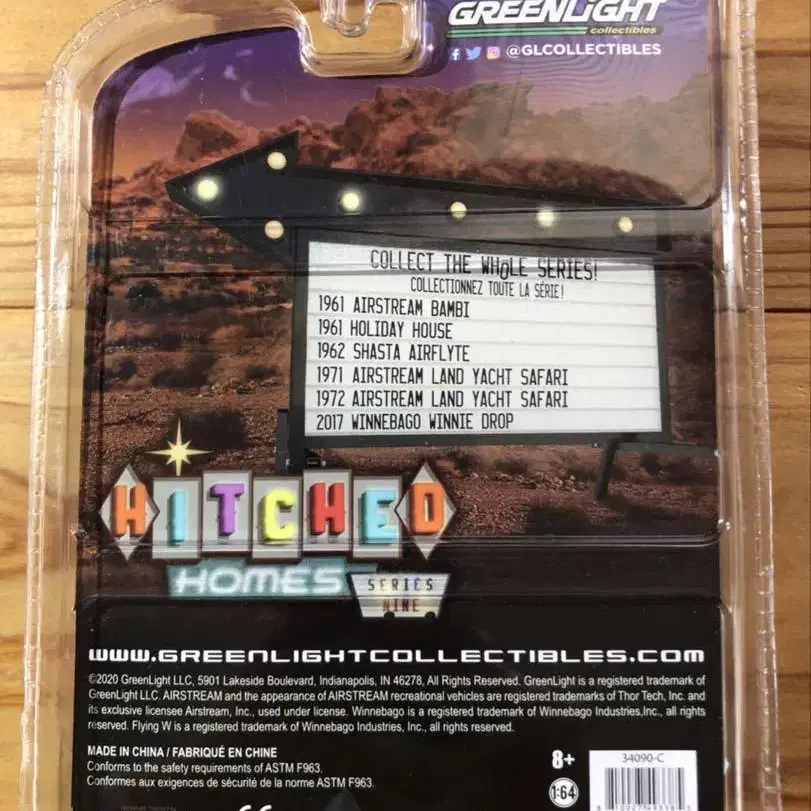 GREENLIGHT
collectibles
@GLCOLLECTIBLES
COLLECT THE WHOLE SERIES!
COLLECTIONNEZ TOUTE LA SÉRIE!
1961 AIRSTREAM BAMBI
1961 HOLIDAY HOUSE
1962 SHASTA AIRFLYTE
1971 AIRSTREAM LAND YACHT SAFARI
1972 AIRSTREAM LAND YACHT SAFARI
2017 WINNEBAGO WINNIE DROP
HITCHED
HOMES
SERIES
NINE
WWW.GREENLIGHTCOLLECTIBLES.COM
©2020 GreenLight LLC, 5901 Lakeside Boulevard, Indianapolis, IN 46278, All Rights Reserved. GreenLight is a registered trademark of
GreenLight LLC. AIRSTREAM and the appearance of AIRSTREAM recreational vehicles are registered trademarks of Thor Tech, Inc. and
its exclusive licensee Airstream, Inc., used under license. Winnebago is a registered trademark of Winnebago Industries,Inc., all rights
reserved. Flying W is a registered trademark of Winnebago Industries, Inc., all rights reserved.
MADE IN CHINA / FABRIQUÉ EN CHINE
Conforms to the safety requirements of ASTM F963.
Conformes aux exigences de sécurité de la norme ASTM F963.
8+
1:64
34090-C